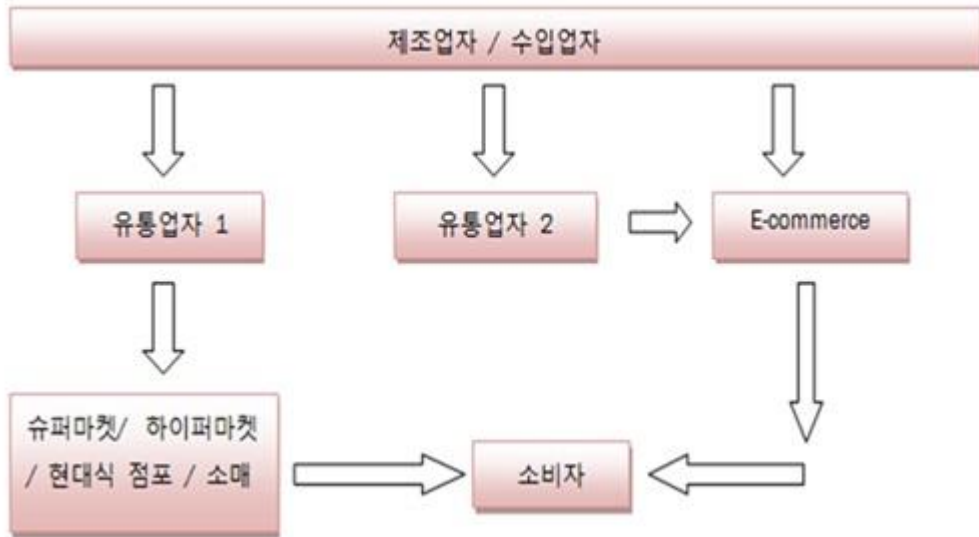 제조업자 / 수입업자
유통업자 1
유통업자 2
E-commerce
슈퍼마켓/ 하이퍼마켓
/ 현대식 점포 / 소매
소비자